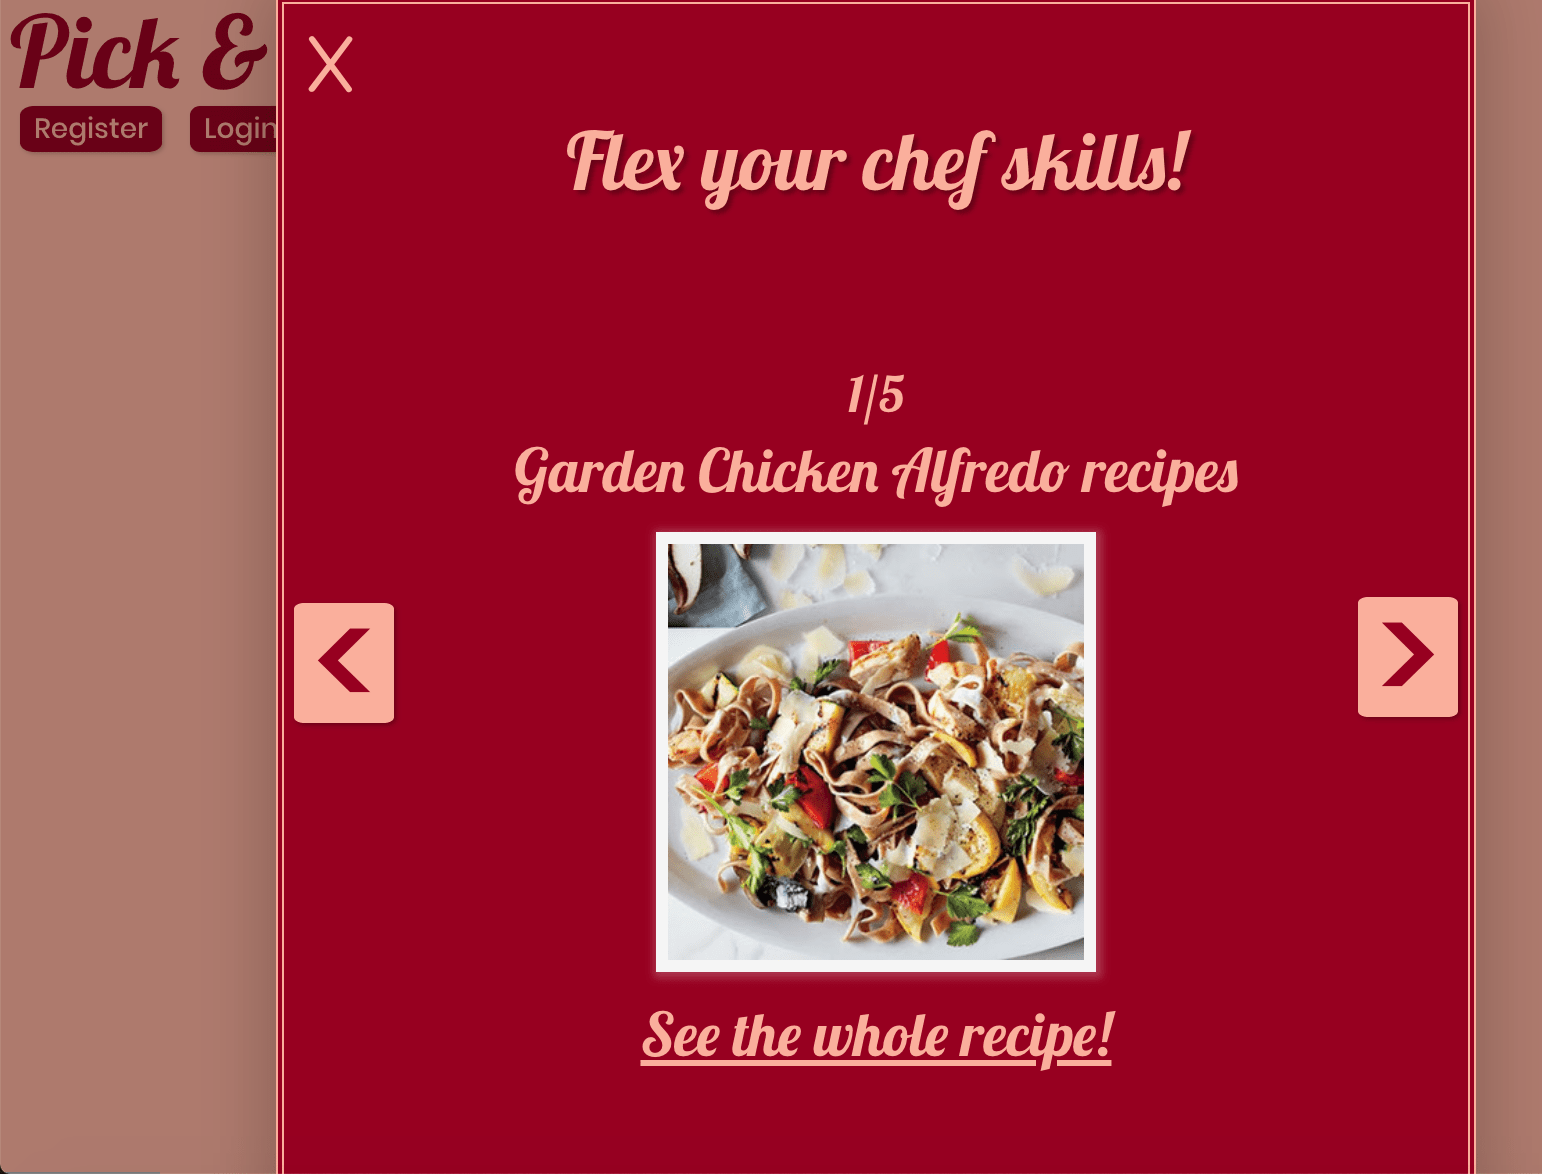 Pick &
Register
Login
X
Flex your chef skills!
1/5
Garden Chicken Alfredo recipes
<
>
See the whole recipe!